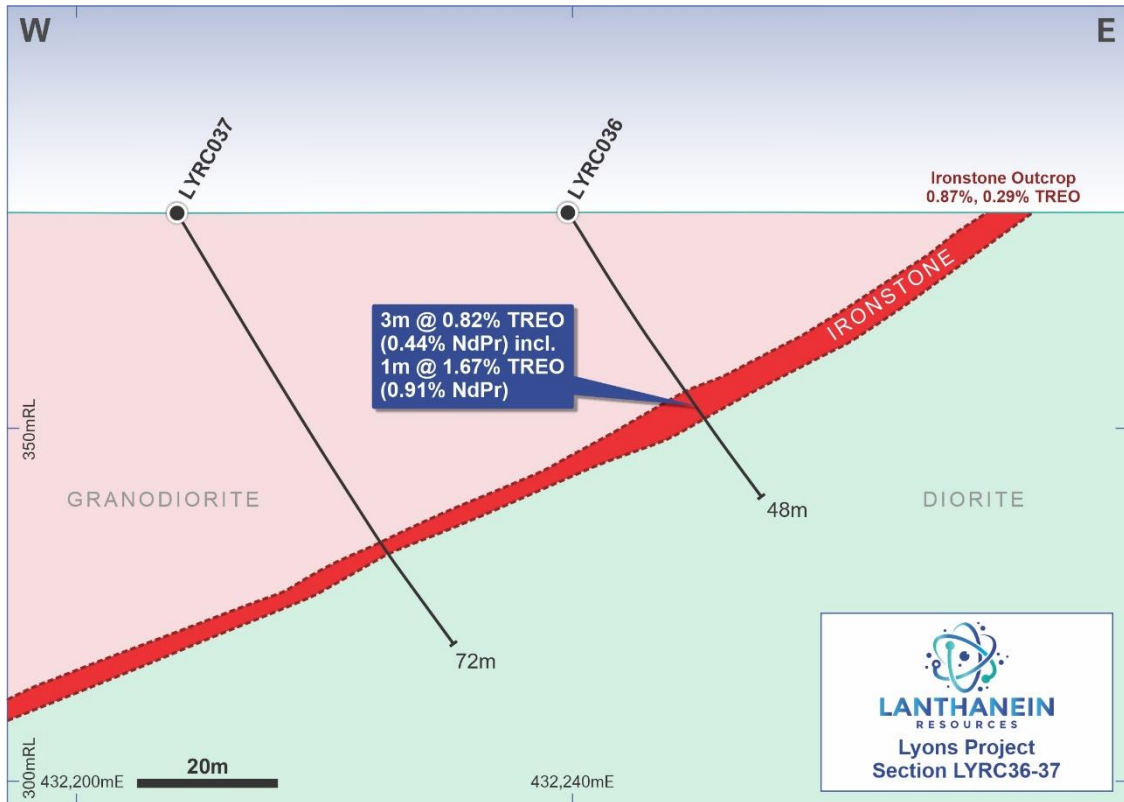 W
E
LYRC037
LYRC036
Ironstone Outcrop
0.87%, 0.29% TREO
IRONSTONE
3m @ 0.82% TREO
(0.44% NdPr) incl.
1m @ 1.67% TREO
(0.91% NdPr)
350mRL
GRANODIORITE
48m
DIORITE
72m
300mRL
432,200mE
20m
432,240mE
LANTHANEIN
RESOURCES
Lyons Project
Section LYRC36-37